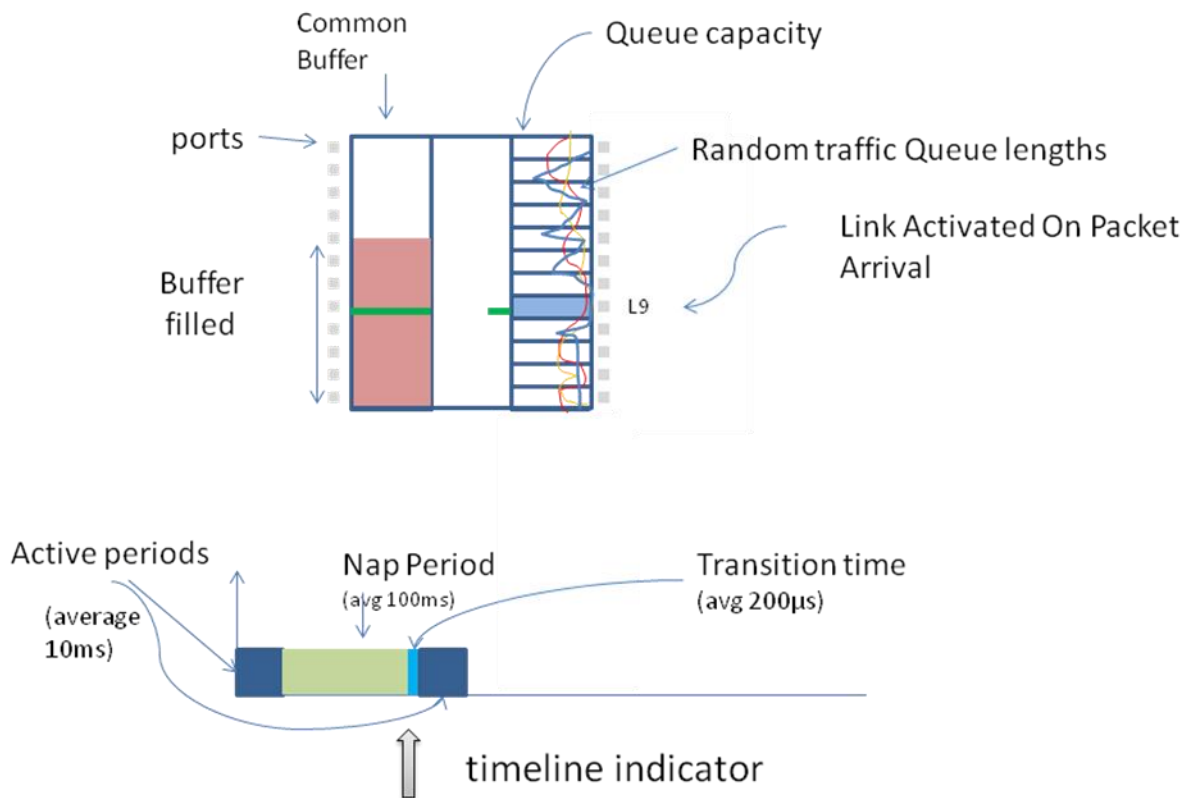 Common
Buffer
Queue capacity
ports
Random traffic Queue lengths
Link Activated On Packet
Arrival
Buffer
filled
L9
Active periods
(average
10ms)
Nap Period
(avg 100ms)
Transition time
(avg 200µs)
timeline indicator